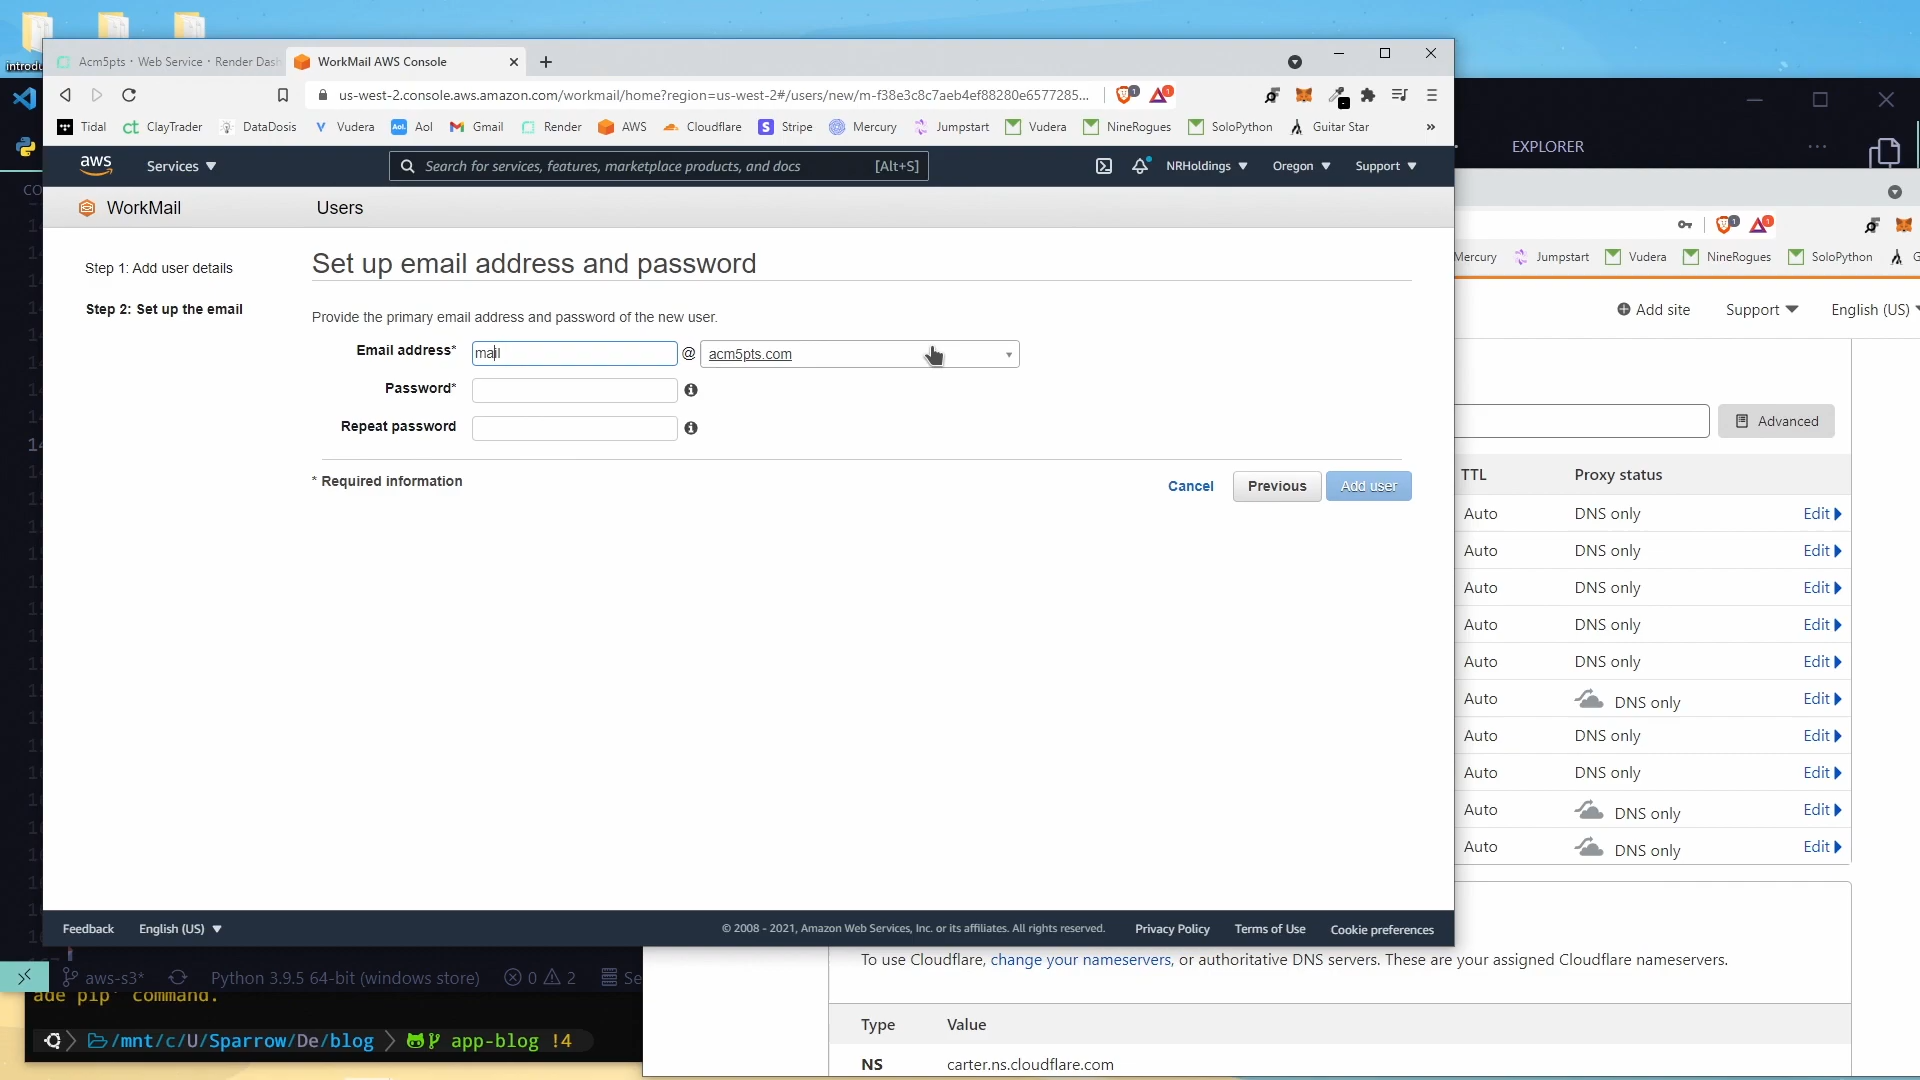 introdu
Acm5pts · Web Service · Render Dash
WorkMail AWS Console
us-west-2.console.aws.amazon.com/workmail/home?region=us-west-2#/users/new/m-f38e3c8c7aeb4ef88280e6577285...
Tidal ClayTrader DataDosis Vudera Aol Gmail Render AWS Cloudflare Stripe Mercury Jumpstart Vudera NineRogues SoloPython Guitar Star »
aws Services Search for services, features, marketplace products, and docs [Alt+S] NRHoldings Oregon Support
WorkMail Users
Step 1: Add user details
Step 2: Set up the email
Set up email address and password
Provide the primary email address and password of the new user.
Email address* mail @ acm5pts.com
Password*
Repeat password
* Required information
Cancel Previous Add user
Feedback English (US)
© 2008 - 2021, Amazon Web Services, Inc. or its affiliates. All rights reserved. Privacy Policy Terms of Use Cookie preferences
EXPLORER
Mercury Jumpstart Vudera NineRogues SoloPython G
Add site Support English (US)
Advanced
TTL Proxy status
Auto DNS only Edit
Auto DNS only Edit
Auto DNS only Edit
Auto DNS only Edit
Auto DNS only Edit
Auto DNS only Edit
Auto DNS only Edit
Auto DNS only Edit
Auto DNS only Edit
Auto DNS only Edit
To use Cloudflare, change your nameservers, or authoritative DNS servers. These are your assigned Cloudflare nameservers.
Type Value
NS carter.ns.cloudflare.com
CO
aws-s3* Python 3.9.5 64-bit (windows store) 0 2 Se
ade pip' command.
/mnt/c/U/Sparrow/De/blog app-blog !4